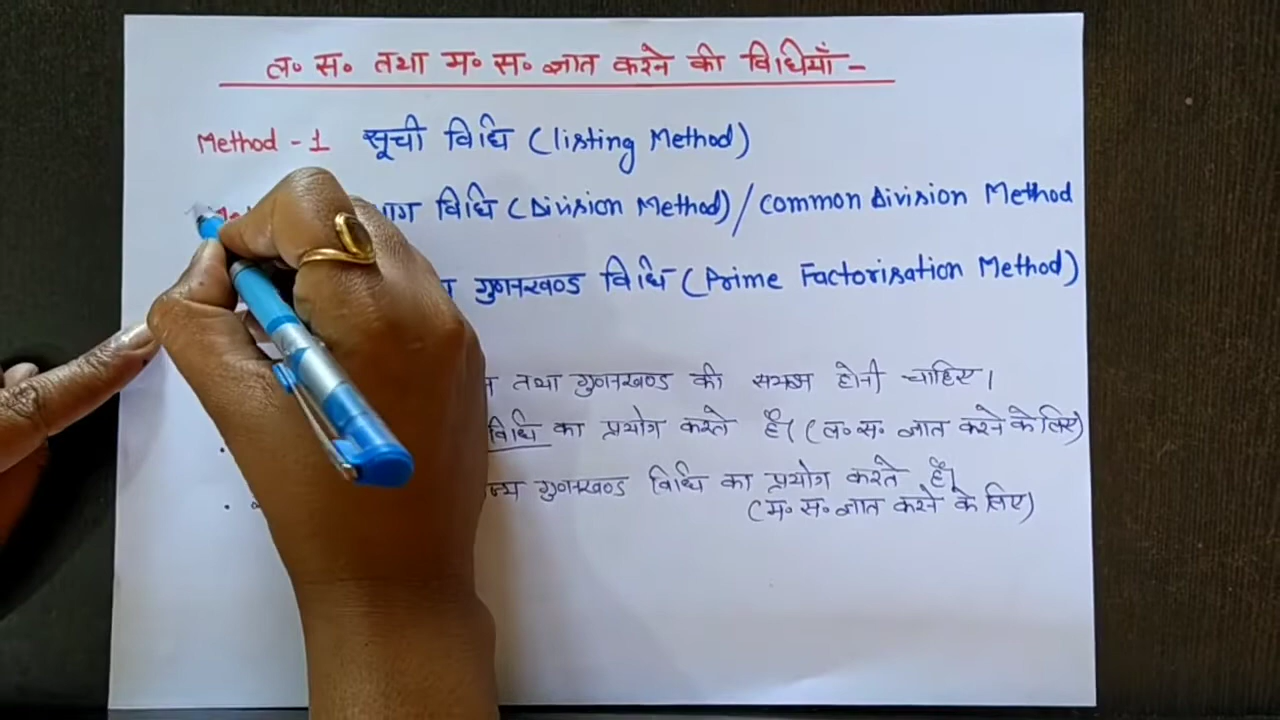 ल॰ स॰ तथा म॰ स॰ ज्ञात करने की विधियाँ -
Method - 1 सूची विधि (listing Method)
विधि (Division Method) / Common Division Method
गुणनखण्ड विधि (Prime Factorisation Method)
तथा गुणनखण्ड की समझ होनी चाहिए।
विधि का प्रयोग करते हैं। (ल॰ स॰ ज्ञात करने के लिए)
गुणनखण्ड विधि का प्रयोग करते हैं।
(म॰ स॰ ज्ञात करने के लिए)